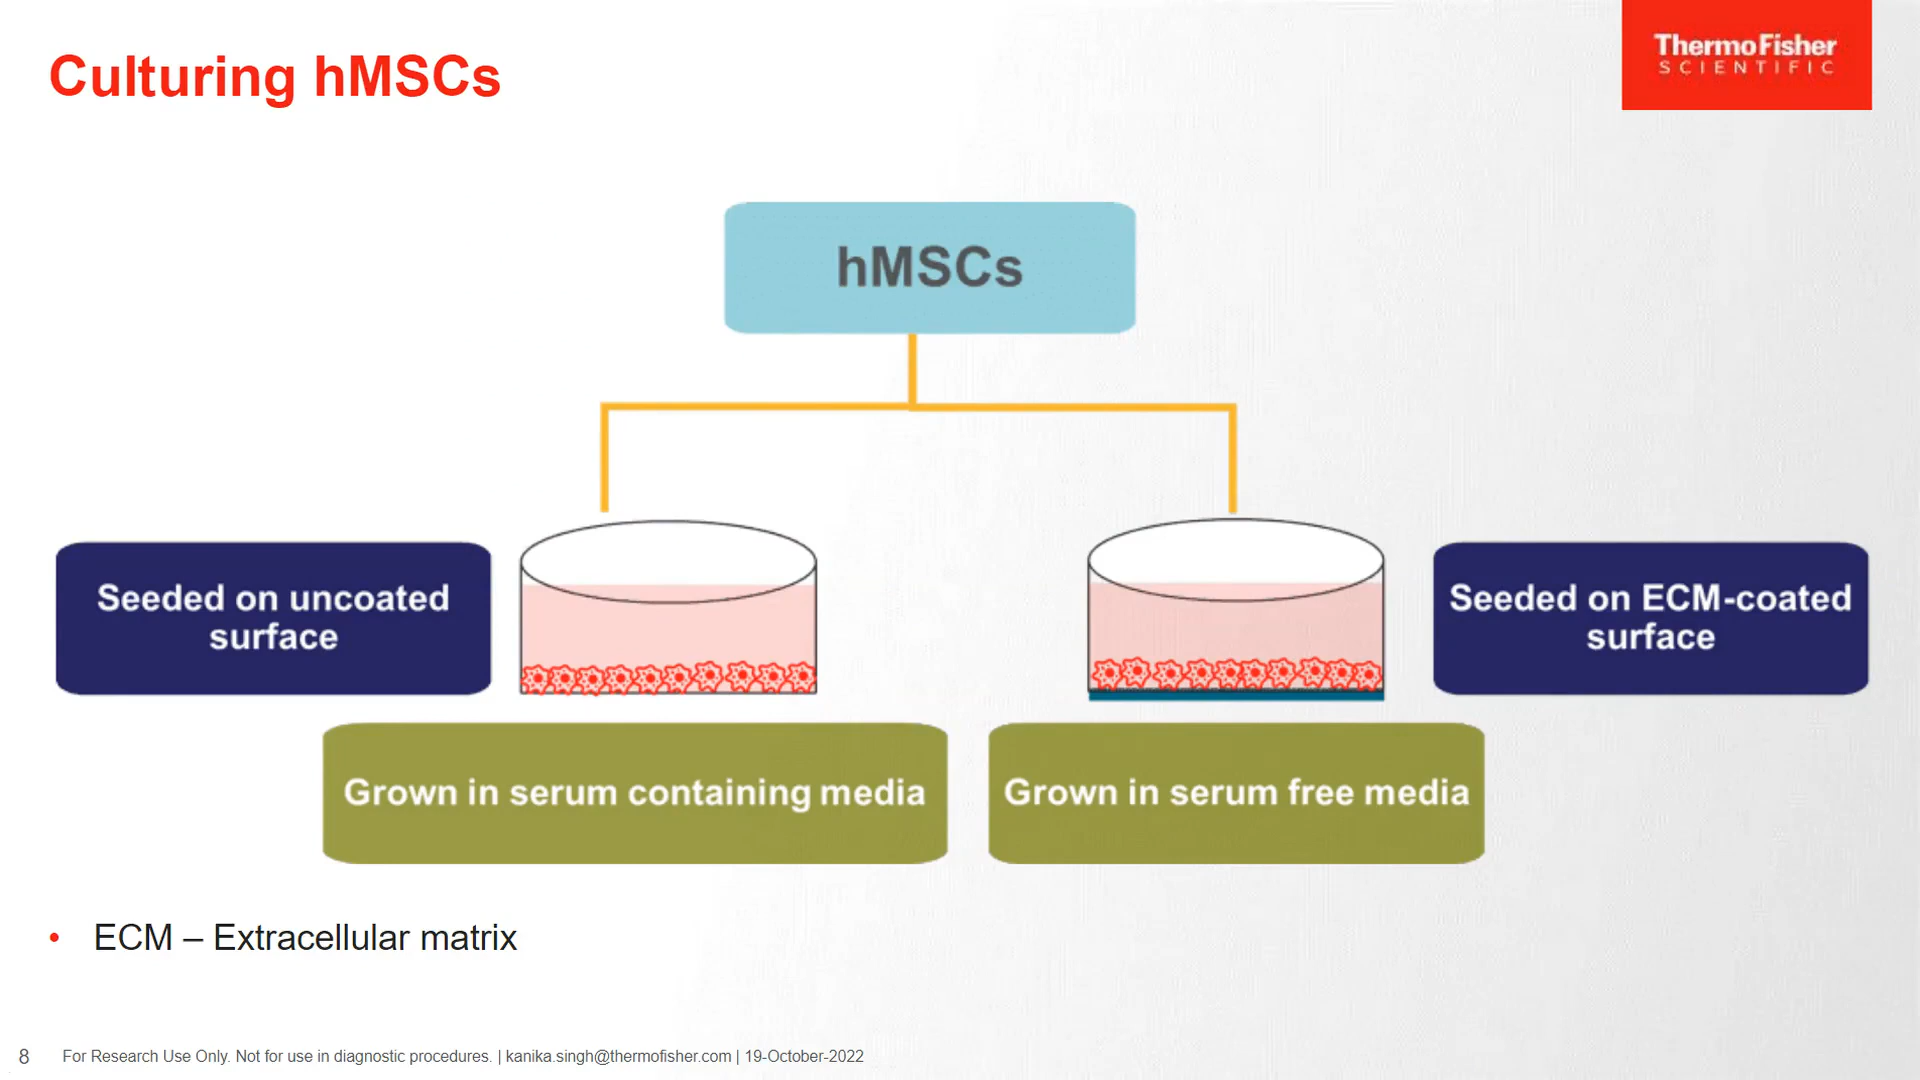 Culturing hMSCs
ThermoFisher
SCIENTIFIC
hMSCs
Seeded on uncoated
surface
Seeded on ECM-coated
surface
Grown in serum containing media
Grown in serum free media
• ECM – Extracellular matrix
8 For Research Use Only. Not for use in diagnostic procedures. | kanika.singh@thermofisher.com | 19-October-2022